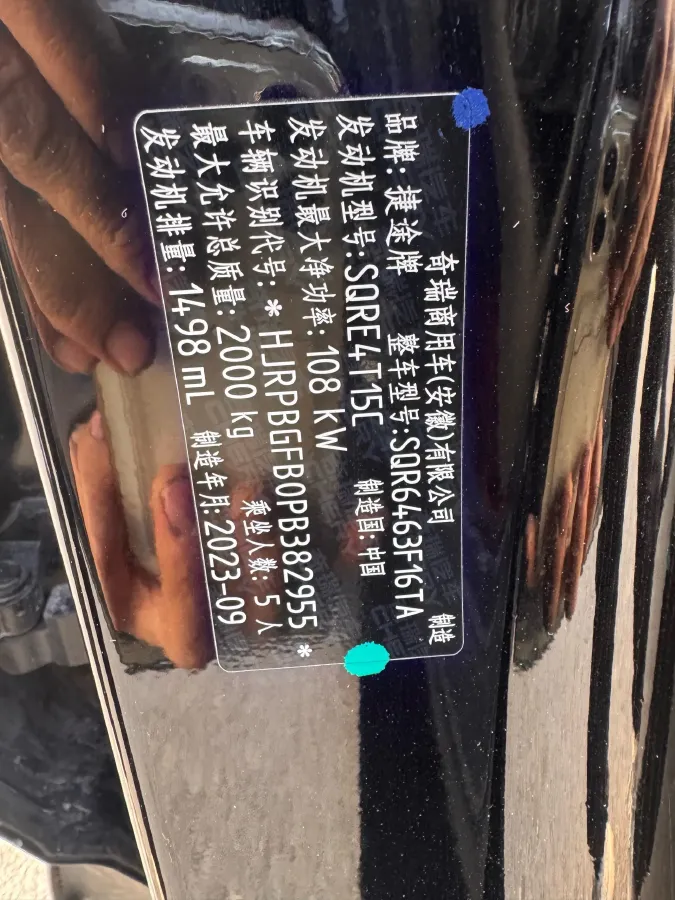 奇瑞商用车(安徽)有限公司 制造
品牌: 捷途牌 整车型号:SQR6463F16TA
发动机型号:SQRE4T15C 制造国:中国
发动机最大净功率: 108 kW
车辆识别代号: *HJRPBGFB0PB382955*
最大允许总质量: 2000 kg 乘坐人数: 5 人
发动机排量: 1498 mL 制造年月:2023-09